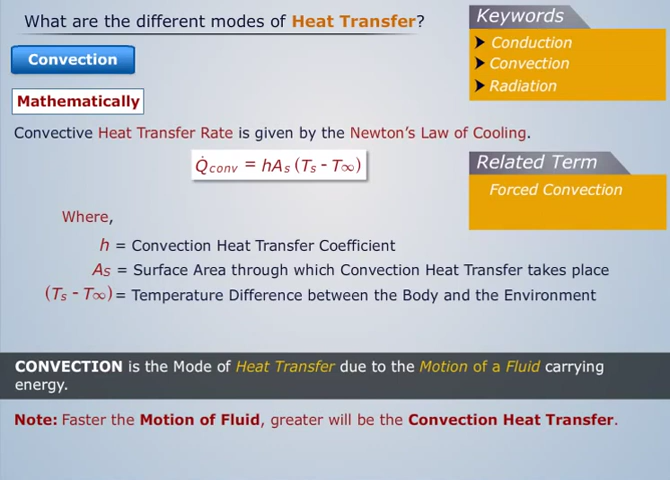 What are the different modes of Heat Transfer?
Keywords
Conduction
Convection
Radiation
Convection
Mathematically
Convective Heat Transfer Rate is given by the Newton's Law of Cooling.
Q̇conv = hAs (Ts - T∞)
Related Term
Forced Convection
Where,
h = Convection Heat Transfer Coefficient
As = Surface Area through which Convection Heat Transfer takes place
(Ts - T∞) = Temperature Difference between the Body and the Environment
CONVECTION is the Mode of Heat Transfer due to the Motion of a Fluid carrying
energy.
Note: Faster the Motion of Fluid, greater will be the Convection Heat Transfer.